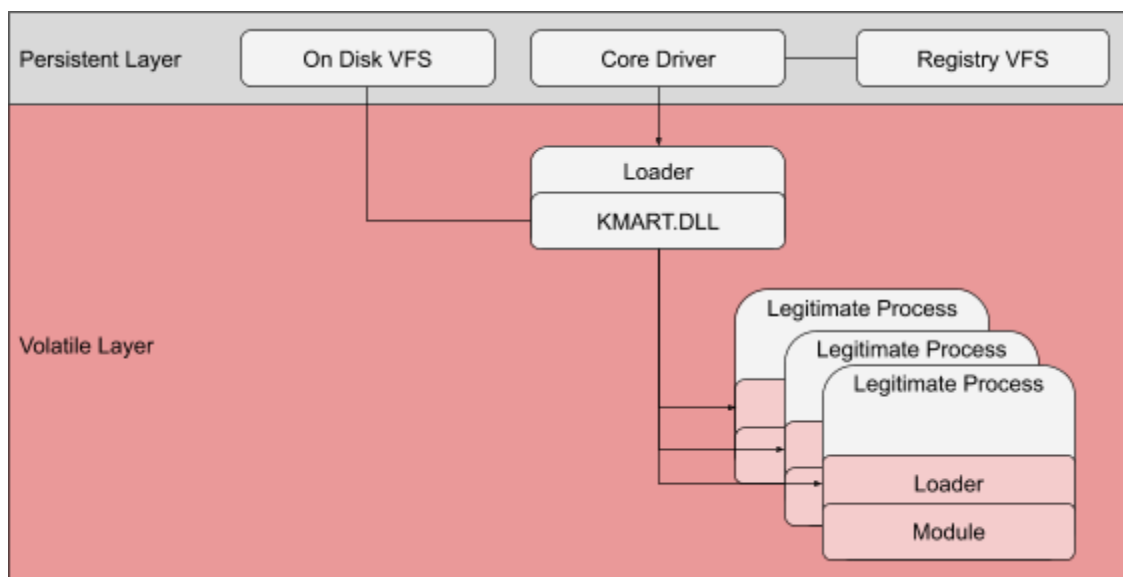 Persistent Layer
On Disk VFS
Core Driver
Registry VFS
Loader
KMART.DLL
Volatile Layer
Legitimate Process
Legitimate Process
Legitimate Process
Loader
Module